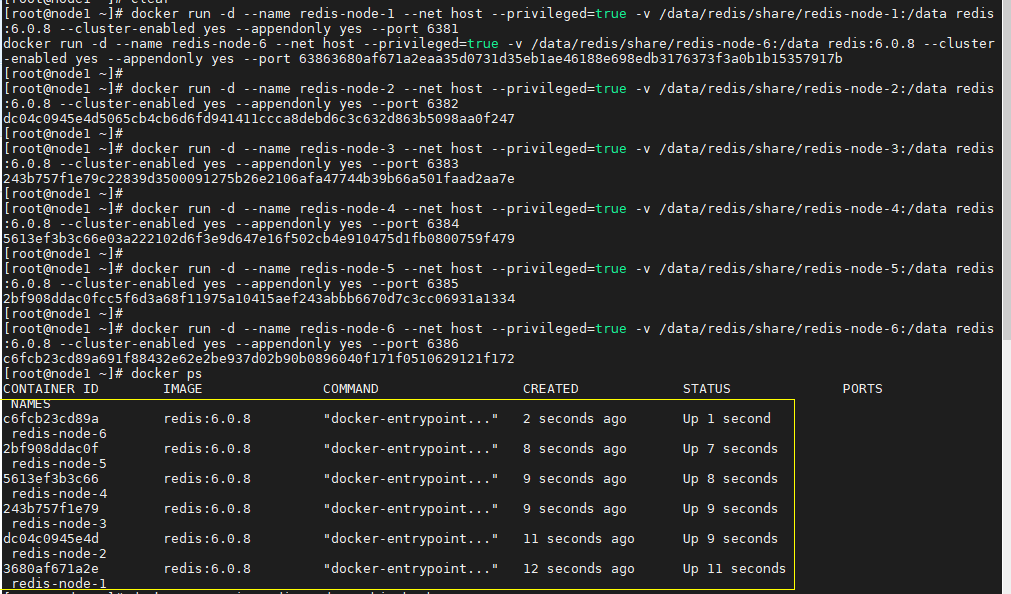 [root@node1 ~]# clear
[root@node1 ~]# docker run -d --name redis-node-1 --net host --privileged=true -v /data/redis/share/redis-node-1:/data redis
:6.0.8 --cluster-enabled yes --appendonly yes --port 6381
docker run -d --name redis-node-6 --net host --privileged=true -v /data/redis/share/redis-node-6:/data redis:6.0.8 --cluster
-enabled yes --appendonly yes --port 63863680af671a2eaa35d0731d35eb1ae46188e698edb3176373f3a0b1b15357917b
[root@node1 ~]#
[root@node1 ~]# docker run -d --name redis-node-2 --net host --privileged=true -v /data/redis/share/redis-node-2:/data redis
:6.0.8 --cluster-enabled yes --appendonly yes --port 6382
dc04c0945e4d5065cb4cb6d6fd941411ccca8debd6c3c632d863b5098aa0f247
[root@node1 ~]#
[root@node1 ~]# docker run -d --name redis-node-3 --net host --privileged=true -v /data/redis/share/redis-node-3:/data redis
:6.0.8 --cluster-enabled yes --appendonly yes --port 6383
243b757f1e79c22839d3500091275b26e2106afa47744b39b66a501faad2aa7e
[root@node1 ~]#
[root@node1 ~]# docker run -d --name redis-node-4 --net host --privileged=true -v /data/redis/share/redis-node-4:/data redis
:6.0.8 --cluster-enabled yes --appendonly yes --port 6384
5613ef3b3c66e03a222102d6f3e9d647e16f502cb4e910475d1fb0800759f479
[root@node1 ~]#
[root@node1 ~]# docker run -d --name redis-node-5 --net host --privileged=true -v /data/redis/share/redis-node-5:/data redis
:6.0.8 --cluster-enabled yes --appendonly yes --port 6385
2bf908ddac0fcc5f6d3a68f11975a10415aef243abbb6670d7c3cc06931a1334
[root@node1 ~]#
[root@node1 ~]# docker run -d --name redis-node-6 --net host --privileged=true -v /data/redis/share/redis-node-6:/data redis
:6.0.8 --cluster-enabled yes --appendonly yes --port 6386
c6fcb23cd89a691f88432e62e2be937d02b90b0896040f171f0510629121f172
[root@node1 ~]# docker ps
CONTAINER ID IMAGE COMMAND CREATED STATUS PORTS
NAMES
c6fcb23cd89a redis:6.0.8 "docker-entrypoint..." 2 seconds ago Up 1 second
redis-node-6
2bf908ddac0f redis:6.0.8 "docker-entrypoint..." 8 seconds ago Up 7 seconds
redis-node-5
5613ef3b3c66 redis:6.0.8 "docker-entrypoint..." 9 seconds ago Up 8 seconds
redis-node-4
243b757f1e79 redis:6.0.8 "docker-entrypoint..." 9 seconds ago Up 9 seconds
redis-node-3
dc04c0945e4d redis:6.0.8 "docker-entrypoint..." 11 seconds ago Up 9 seconds
redis-node-2
3680af671a2e redis:6.0.8 "docker-entrypoint..." 12 seconds ago Up 11 seconds
redis-node-1